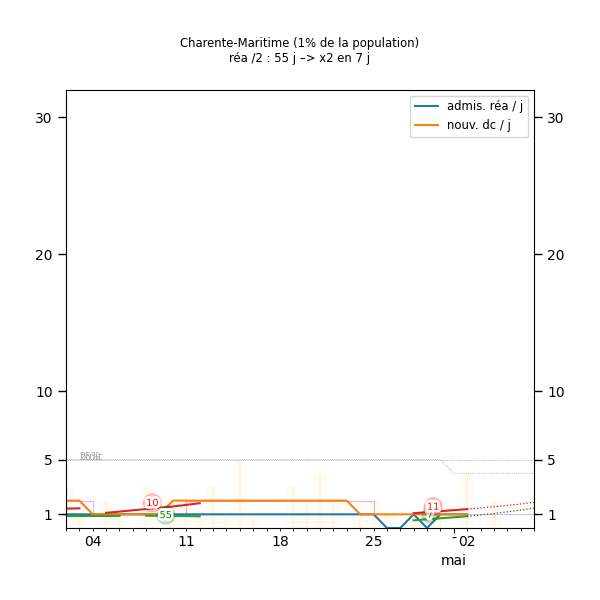 Charente-Maritime (1% de la population)
réa /2 : 55 j –> x2 en 7 j
admis. réa / j
nouv. dc / j
30 30
20 20
10 10
5 5
10 11
55
1 1
04 11 18 25 02
mai